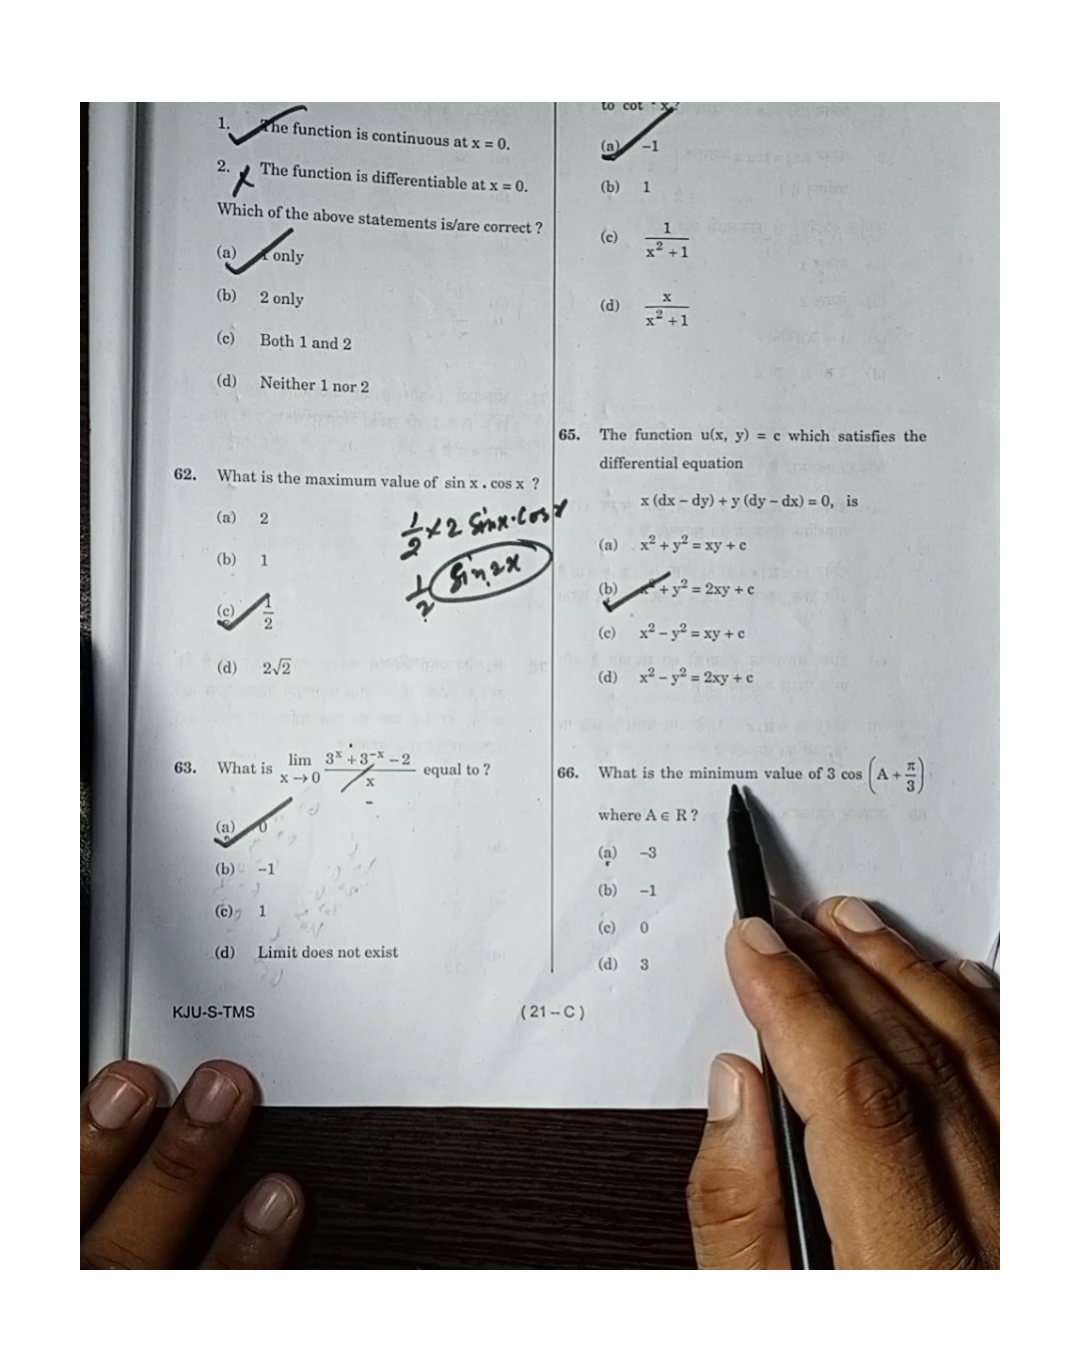 1. The function is continuous at x = 0.
2. The function is differentiable at x = 0.
Which of the above statements is/are correct ?
(a) only
(b) 2 only
(c) Both 1 and 2
(d) Neither 1 nor 2
62. What is the maximum value of sin x . cos x ?
(a) 2
(b) 1
(c) 1/2
(d) 2√2
1/2 × 2 Sinx·Cosx
1/2 Sin 2x
63. What is lim x→0 (3^x + 3^-x – 2)/x equal to ?
(a) 0
(b) –1
(c) 1
(d) Limit does not exist
to cot x ?
(a) –1
(b) 1
(c) 1/(x² + 1)
(d) x/(x² + 1)
65. The function u(x, y) = c which satisfies the
differential equation
x (dx – dy) + y (dy – dx) = 0, is
(a) x² + y² = xy + c
(b) x² + y² = 2xy + c
(c) x² – y² = xy + c
(d) x² – y² = 2xy + c
66. What is the minimum value of 3 cos (A + π/3)
where A ∈ R ?
(a) –3
(b) –1
(c) 0
(d) 3
KJU-S-TMS
( 21 – C )